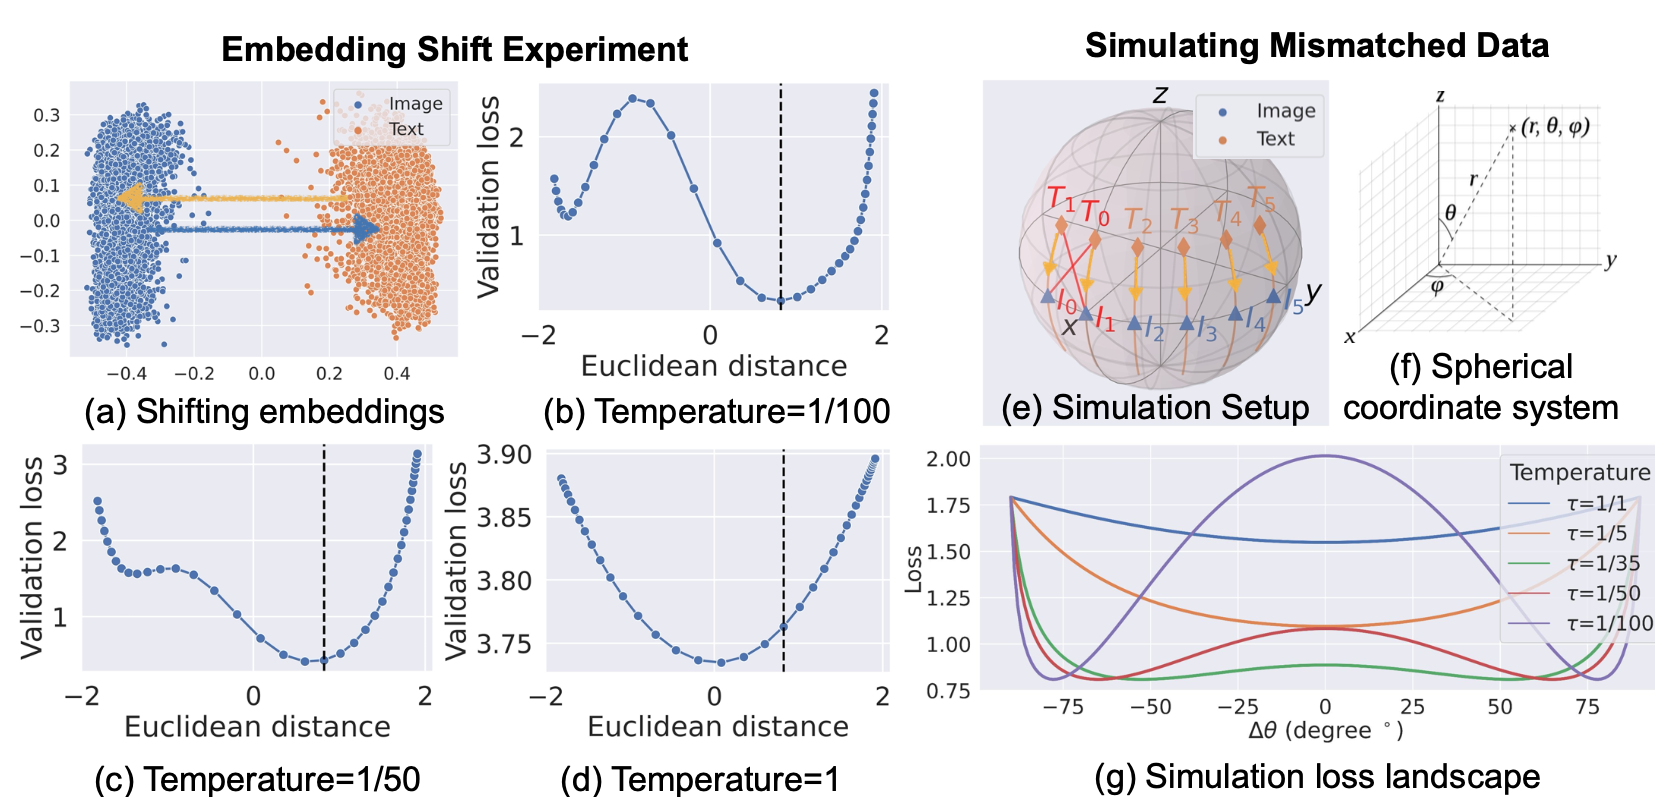 Embedding Shift Experiment
Simulating Mismatched Data
0.3
0.2
0.1
0.0
−0.1
−0.2
−0.3
−0.4
−0.2
0.0
0.2
0.4
Image
Text
(a) Shifting embeddings
Validation loss
2
1
−2
0
2
Euclidean distance
(b) Temperature=1/100
z
Image
Text
T1
T0
T2
T3
T4
T5
I0
I1
I2
I3
I4
I5
x
y
(e) Simulation Setup
z
(r, θ, φ)
r
θ
φ
y
x
(f) Spherical
coordinate system
Validation loss
3
2
1
−2
0
2
Euclidean distance
(c) Temperature=1/50
Validation loss
3.90
3.85
3.80
3.75
−2
0
2
Euclidean distance
(d) Temperature=1
Loss
2.00
1.75
1.50
1.25
1.00
0.75
−75
−50
−25
0
25
50
75
Δθ (degree °)
Temperature
τ=1/1
τ=1/5
τ=1/35
τ=1/50
τ=1/100
(g) Simulation loss landscape